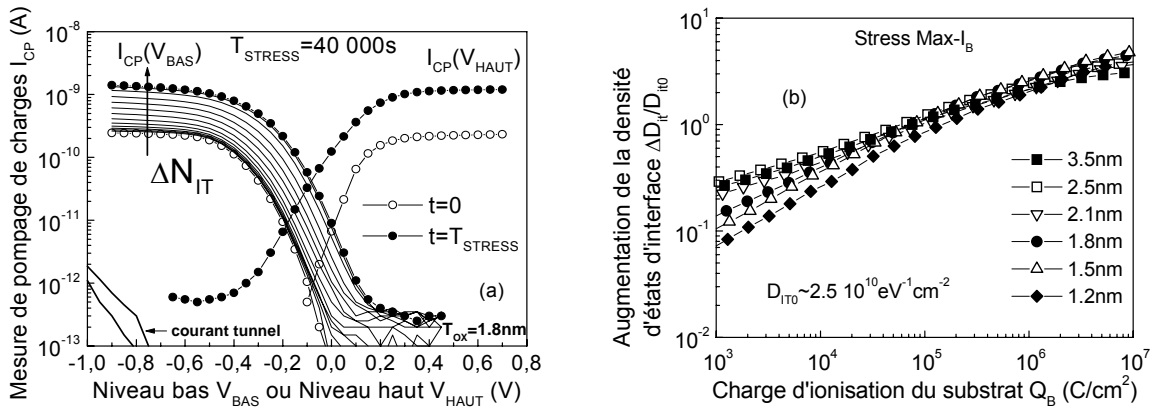 Mesure de pompage de charges I_CP (A)
10^-8
10^-9
10^-10
10^-11
10^-12
10^-13
I_CP(V_BAS)
T_STRESS=40 000s
I_CP(V_HAUT)
ΔN_IT
t=0
t=T_STRESS
(a)
courant tunnel
T_ox=1.8nm
-1,0 -0,8 -0,6 -0,4 -0,2 0,0 0,2 0,4 0,6 0,8
Niveau bas V_BAS ou Niveau haut V_HAUT (V)
Augmentation de la densité
d'états d'interface ΔD_it/D_it0
10^1
10^0
10^-1
10^-2
Stress Max-I_B
(b)
3.5nm
2.5nm
2.1nm
1.8nm
1.5nm
1.2nm
D_IT0~2.5 10^10eV^-1cm^-2
10^3 10^4 10^5 10^6 10^7
Charge d'ionisation du substrat Q_B (C/cm²)